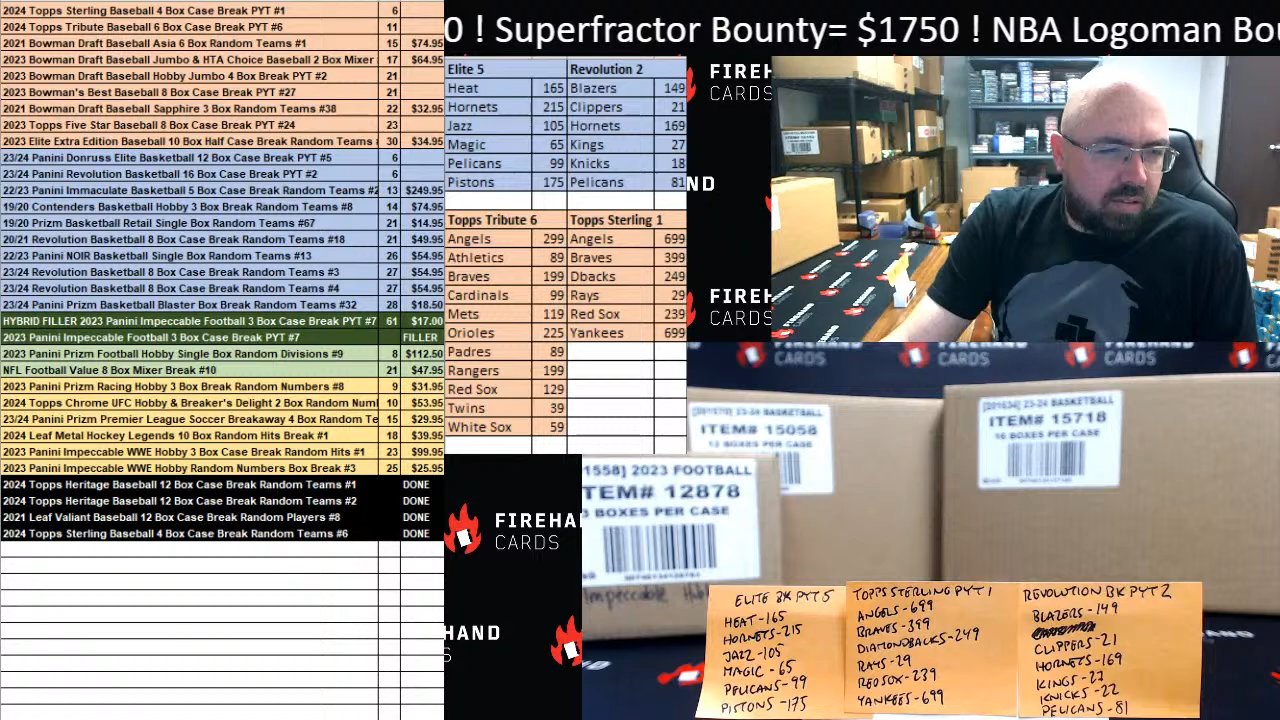 2024 Topps Sterling Baseball 4 Box Case Break PYT #1 6
2024 Topps Tribute Baseball 6 Box Case Break PYT #6 11
2021 Bowman Draft Baseball Asia 6 Box Random Teams #1 15 $74.95
2023 Bowman Draft Baseball Jumbo & HTA Choice Baseball 2 Box Mixer 17 $64.95
2023 Bowman Draft Baseball Hobby Jumbo 4 Box Break PYT #2 21
2023 Bowman's Best Baseball 8 Box Case Break PYT #27 21
2021 Bowman Draft Baseball Sapphire 3 Box Random Teams #38 22 $32.95
2023 Topps Five Star Baseball 8 Box Case Break PYT #24 23
2023 Elite Extra Edition Baseball 10 Box Half Case Break Random Teams 30 $34.95
23/24 Panini Donruss Elite Basketball 12 Box Case Break PYT #5 6
23/24 Panini Revolution Basketball 16 Box Case Break PYT #2 6
22/23 Panini Immaculate Basketball 5 Box Case Break Random Teams #2 13 $249.95
19/20 Contenders Basketball Hobby 3 Box Break Random Teams #8 14 $74.95
19/20 Prizm Basketball Retail Single Box Random Teams #67 21 $14.95
20/21 Revolution Basketball 8 Box Case Break Random Teams #18 21 $49.95
22/23 Panini NOIR Basketball Single Box Random Teams #13 26 $54.95
23/24 Revolution Basketball 8 Box Case Break Random Teams #3 27 $54.95
23/24 Revolution Basketball 8 Box Case Break Random Teams #4 27 $54.95
23/24 Panini Prizm Basketball Blaster Box Break Random Teams #32 28 $18.50
HYBRID FILLER 2023 Panini Impeccable Football 3 Box Case Break PYT #7 61 $17.00
2023 Panini Impeccable Football 3 Box Case Break PYT #7 FILLER
2023 Panini Prizm Football Hobby Single Box Random Divisions #9 8 $112.50
NFL Football Value 8 Box Mixer Break #10 21 $47.95
2023 Panini Prizm Racing Hobby 3 Box Break Random Numbers #8 9 $31.95
2024 Topps Chrome UFC Hobby & Breaker's Delight 2 Box Random Num 10 $53.95
23/24 Panini Prizm Premier League Soccer Breakaway 4 Box Random Te 15 $29.95
2024 Leaf Metal Hockey Legends 10 Box Random Hits Break #1 18 $39.95
2023 Panini Impeccable WWE Hobby 3 Box Case Break Random Hits #1 23 $99.95
2023 Panini Impeccable WWE Hobby Random Numbers Box Break #3 25 $25.95
2024 Topps Heritage Baseball 12 Box Case Break Random Teams #1 DONE
2024 Topps Heritage Baseball 12 Box Case Break Random Teams #2 DONE
2021 Leaf Valiant Baseball 12 Box Case Break Random Players #8 DONE
2024 Topps Sterling Baseball 4 Box Case Break Random Teams #6 DONE
0 ! Superfractor Bounty= $1750 ! NBA Logoman Bou
Elite 5 Revolution 2
Heat 165 Blazers 149
Hornets 215 Clippers 21
Jazz 105 Hornets 169
Magic 65 Kings 27
Pelicans 99 Knicks 18
Pistons 175 Pelicans 81
Topps Tribute 6 Topps Sterling 1
Angels 299 Angels 699
Athletics 89 Braves 399
Braves 199 Dbacks 249
Cardinals 99 Rays 29
Mets 119 Red Sox 239
Orioles 225 Yankees 699
Padres 89
Rangers 199
Red Sox 129
Twins 39
White Sox 59
FIREHA
CARDS
ND
FIREHA
CARDS
FIREHAN
CARDS
HAND
S
1558] 2023 FOOTBALL
TEM# 12878
3 BOXES PER CASE
Impeccable
23-24 BASKETBALL
ITEM# 15058
12 BOXES PER CASE
23-24 BASKETBALL
ITEM# 15718
16 BOXES PER CASE
ELITE BK PYT 5
HEAT-165
HORNETS-215
JAZZ-105
MAGIC-65
PELICANS-99
PISTONS-175
TOPPS STERLING PYT 1
ANGELS-699
BRAVES-399
DIAMONDBACKS-249
RAYS-29
RED SOX-239
YANKEES-699
REVOLUTION BK PYT 2
BLAZERS-149
CLIPPERS-21
HORNETS-169
KINGS-27
KNICKS-22
PELICANS-81